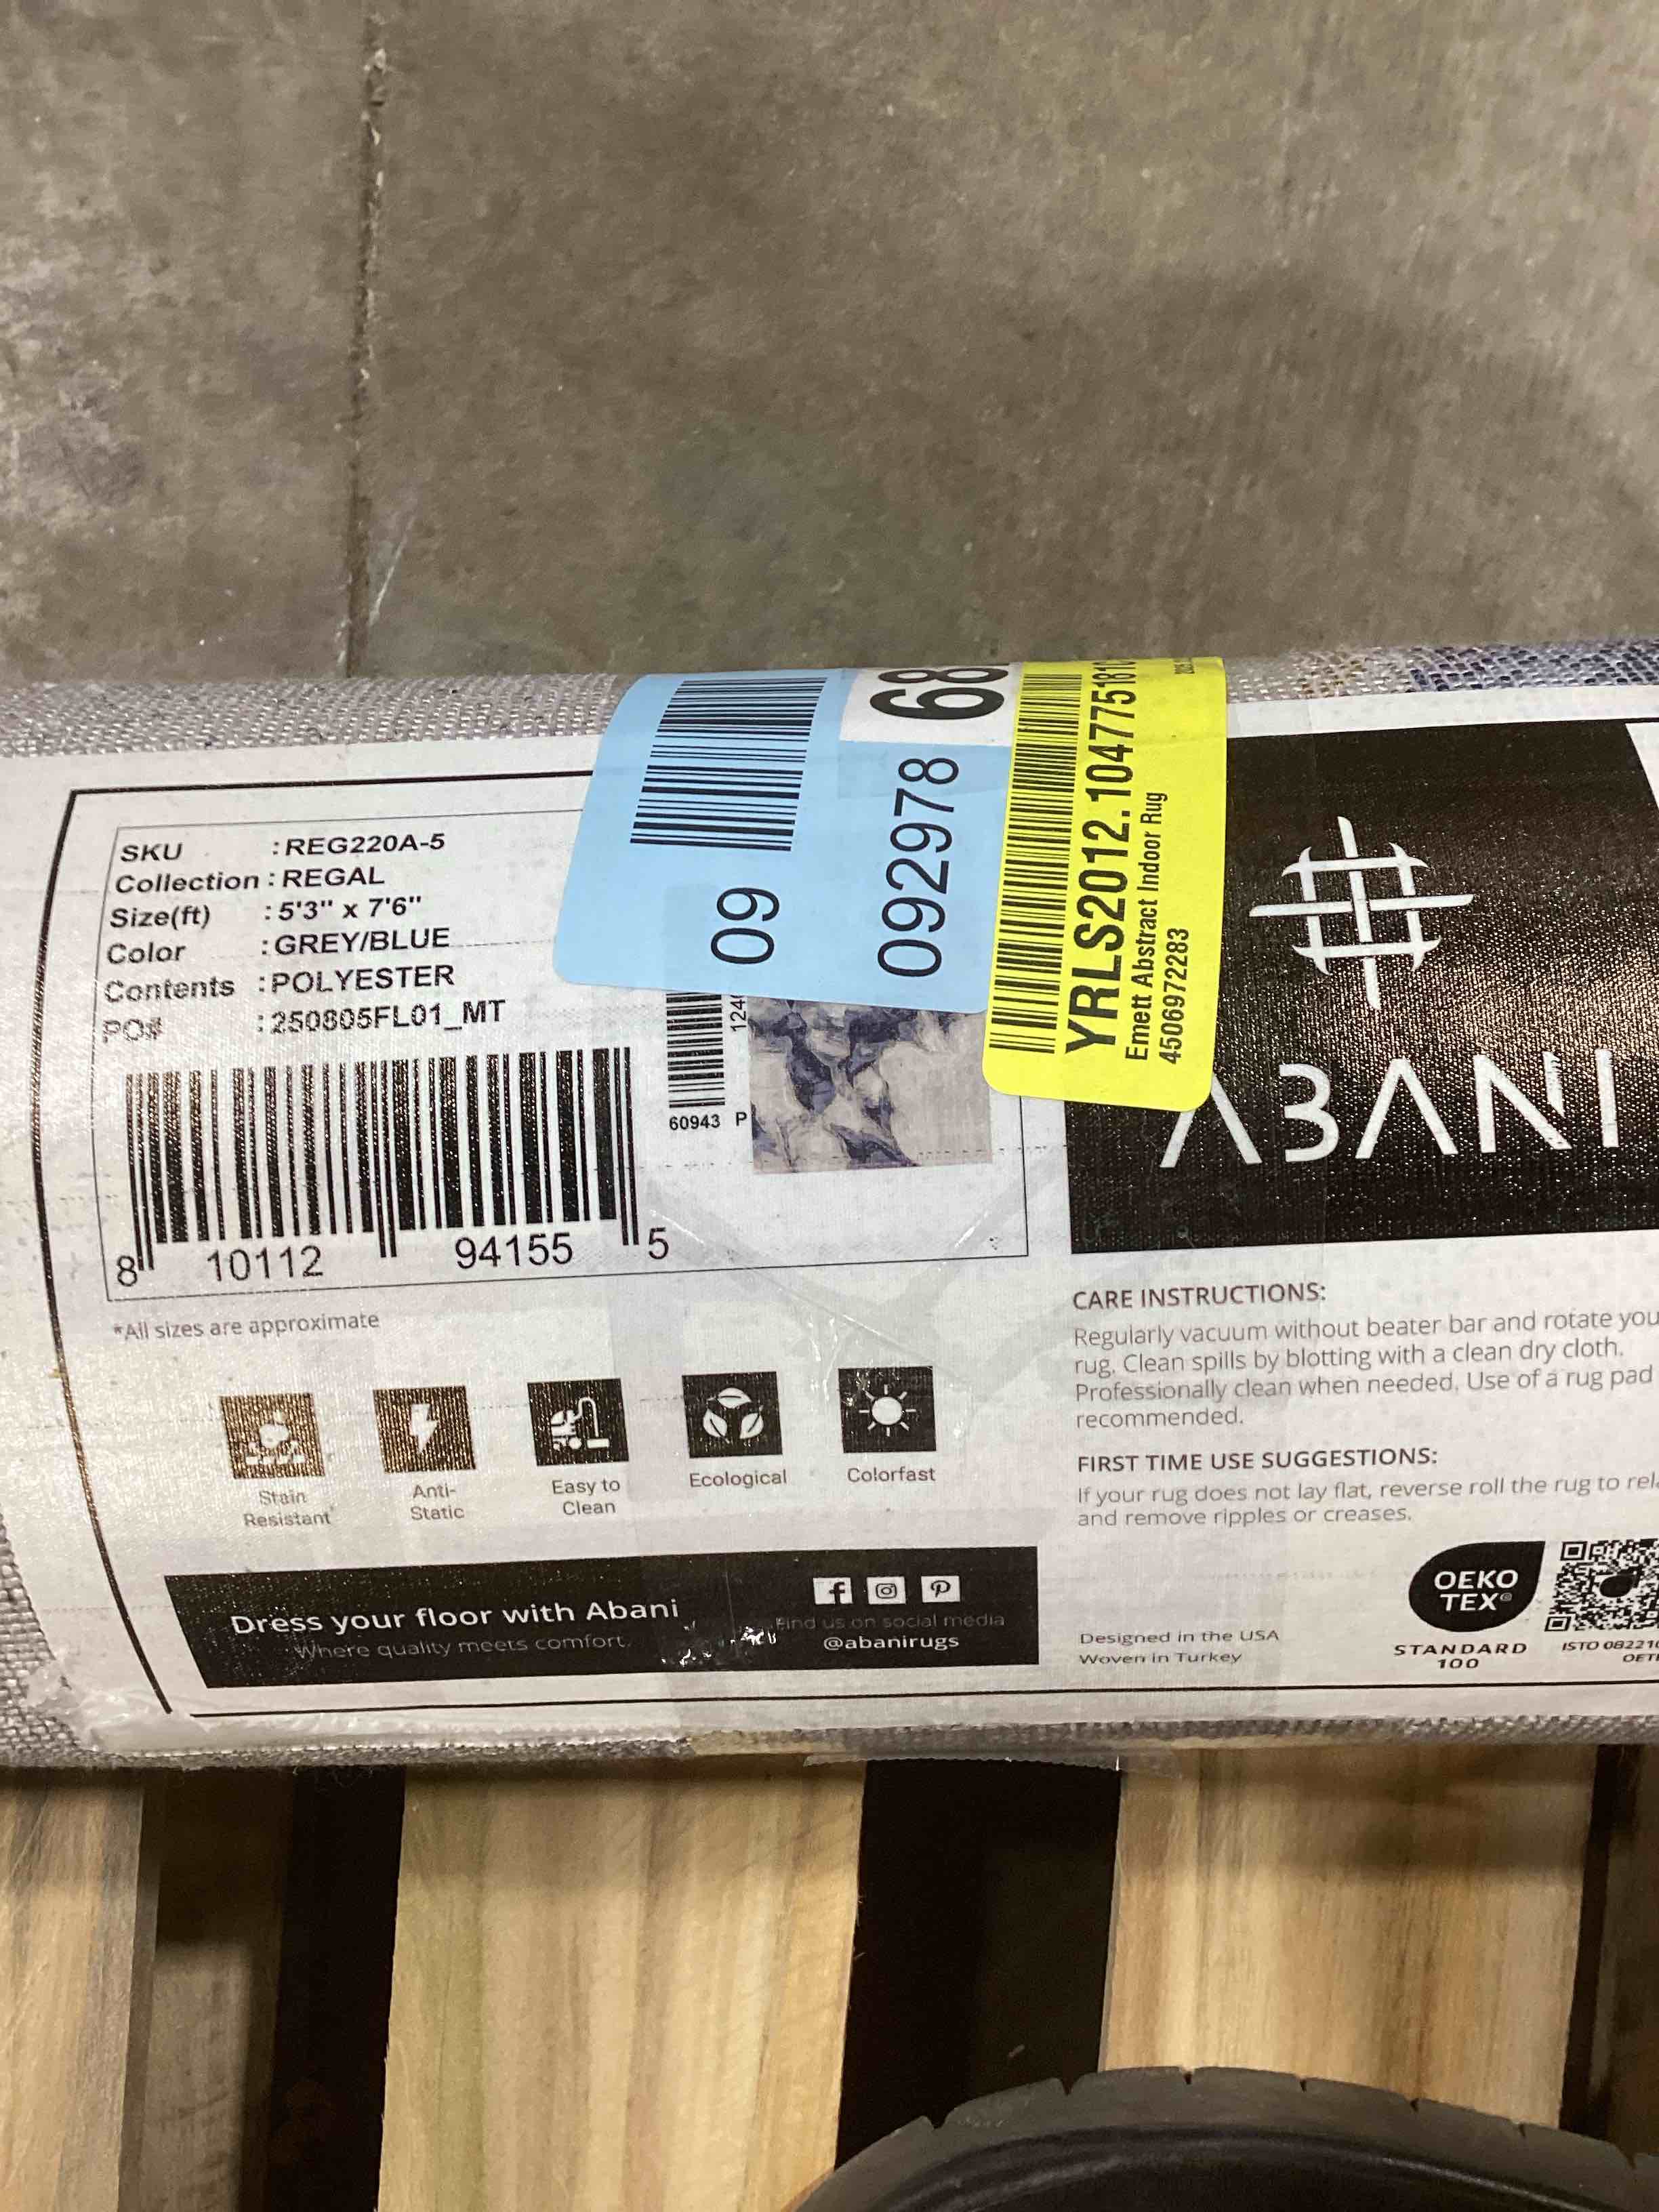 SKU : REG220A-5
Collection : REGAL
Size(ft) : 5'3" x 7'6"
Color : GREY/BLUE
Contents : POLYESTER
PO# : 250805FL01_MT
8 10112 94155 5
60943 P
124
*All sizes are approximate
Stain Resistant
Anti-Static
Easy to Clean
Ecological
Colorfast
Dress your floor with Abani
Where quality meets comfort.
Find us on social media
@abanirugs
09
092978
68
YRLS2012.10477518
Emett Abstract Indoor Rug
4506972283
ABANI
CARE INSTRUCTIONS:
Regularly vacuum without beater bar and rotate you
rug. Clean spills by blotting with a clean dry cloth.
Professionally clean when needed. Use of a rug pad
recommended.
FIRST TIME USE SUGGESTIONS:
If your rug does not lay flat, reverse roll the rug to rel
and remove ripples or creases.
Designed in the USA
Woven in Turkey
OEKO
TEX®
STANDARD
100
ISTO 08221
OET